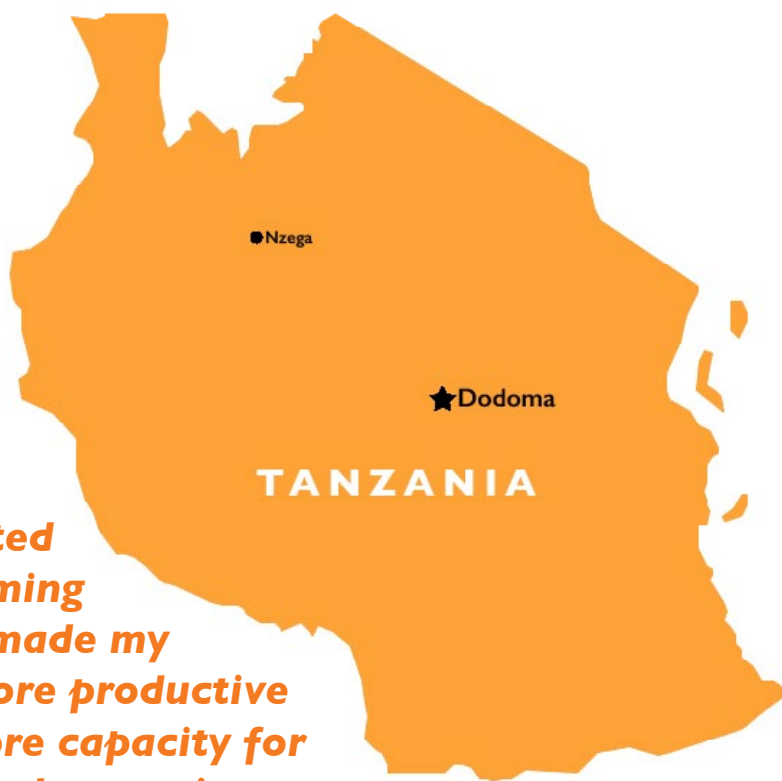 Nzega
Dodoma
TANZANIA
ted
ming
made my
ore productive
ore capacity for